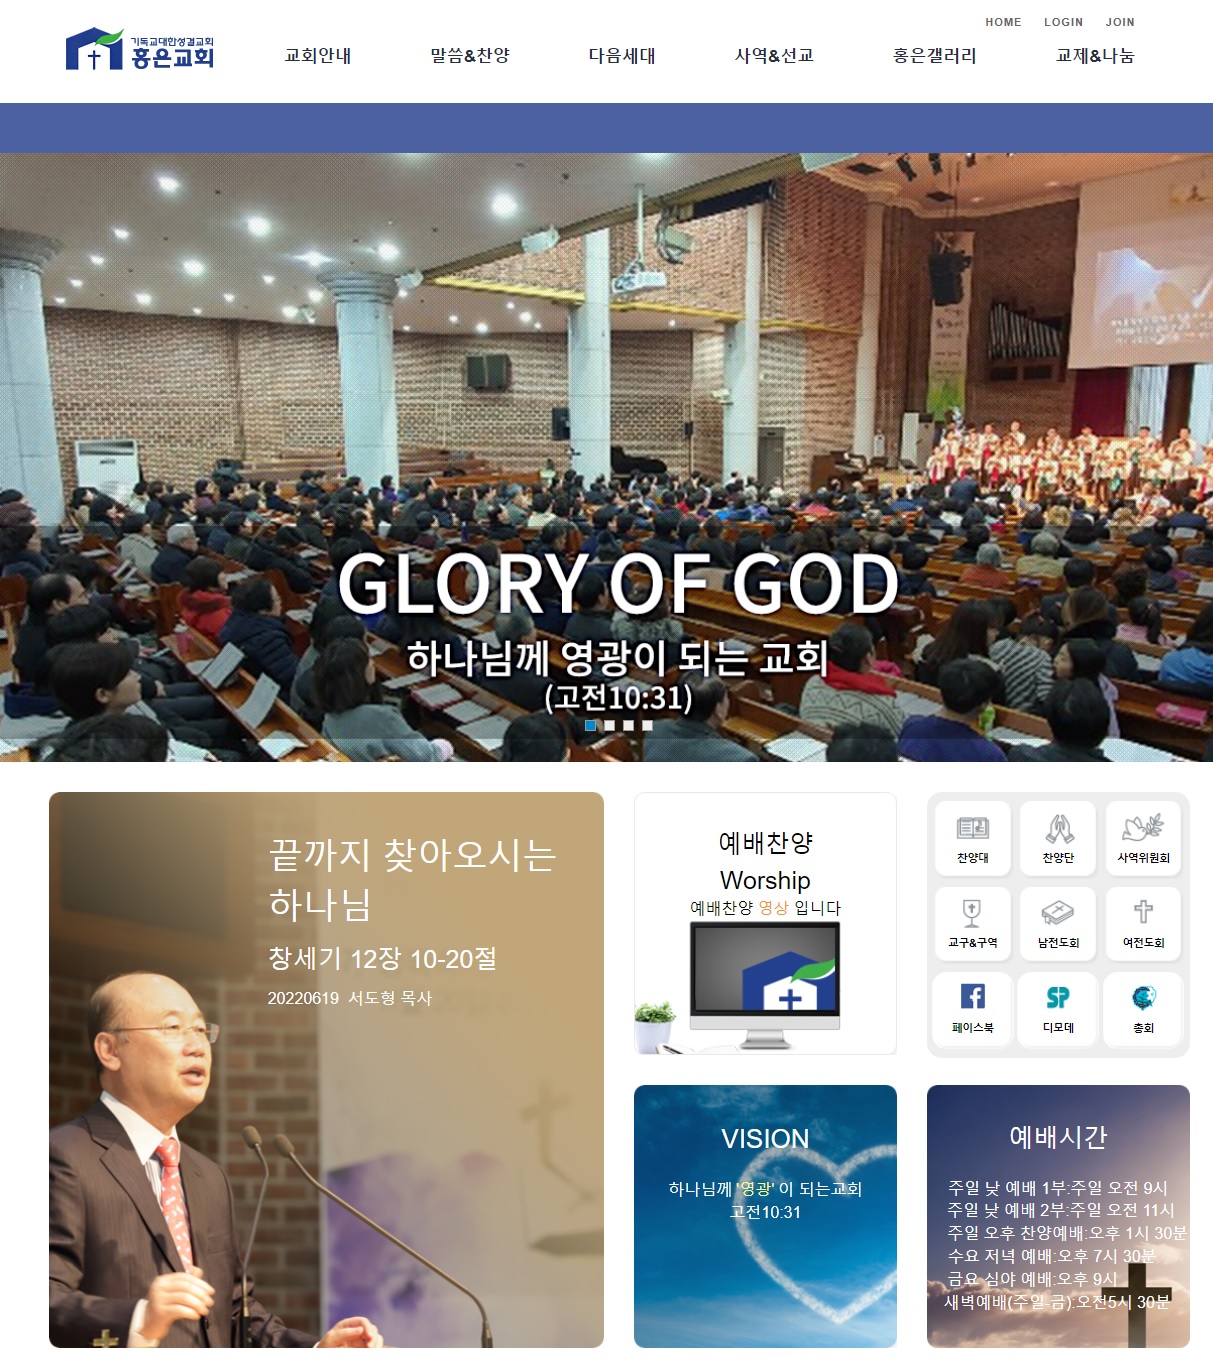 HOME LOGIN JOIN
기독교대한성결교회
홍은교회
교회안내 말씀&찬양 다음세대 사역&선교 홍은갤러리 교제&나눔
GLORY OF GOD
하나님께 영광이 되는 교회
(고전10:31)
끝까지 찾아오시는
하나님
창세기 12장 10-20절
20220619 서도형 목사
예배찬양
Worship
예배찬양 영상 입니다
찬양대 찬양단 사역위원회
교구&구역 남전도회 여전도회
페이스북 디모데 총회
VISION
하나님께 '영광' 이 되는교회
고전10:31
예배시간
주일 낮 예배 1부:주일 오전 9시
주일 낮 예배 2부:주일 오전 11시
주일 오후 찬양예배:오후 1시 30분
수요 저녁 예배:오후 7시 30분
금요 심야 예배:오후 9시
새벽예배(주일-금):오전5시 30분